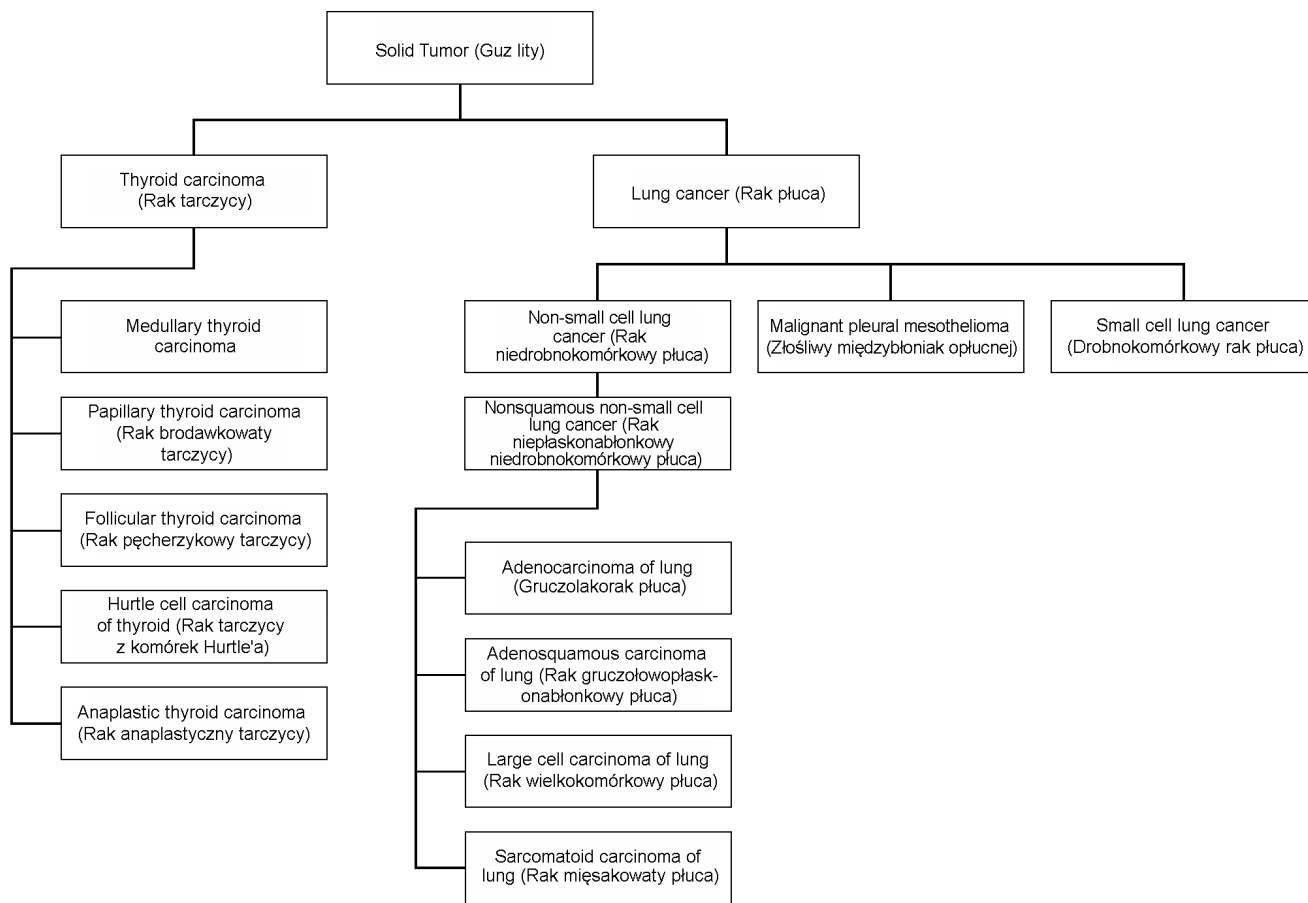 Solid Tumor (Guz lity)
Thyroid carcinoma
(Rak tarczycy)
Lung cancer (Rak płuca)
Medullary thyroid
carcinoma
Papillary thyroid carcinoma
(Rak brodawkowaty
tarczycy)
Follicular thyroid carcinoma
(Rak pęcherzykowy tarczycy)
Hurtle cell carcinoma
of thyroid (Rak tarczycy
z komórek Hurtle'a)
Anaplastic thyroid carcinoma
(Rak anaplastyczny tarczycy)
Non-small cell lung
cancer (Rak
niedrobnokomórkowy płuca)
Malignant pleural mesothelioma
(Złośliwy międzybłoniak opłucnej)
Small cell lung cancer
(Drobnokomórkowy rak płuca)
Nonsquamous non-small cell
lung cancer (Rak
niepłaskonabłonkowy
niedrobnokomórkowy płuca)
Adenocarcinoma of lung
(Gruczolakorak płuca)
Adenosquamous carcinoma
of lung (Rak gruczołowopłask-
onabłonkowy płuca)
Large cell carcinoma of lung
(Rak wielkokomórkowy płuca)
Sarcomatoid carcinoma of
lung (Rak mięsakowaty płuca)